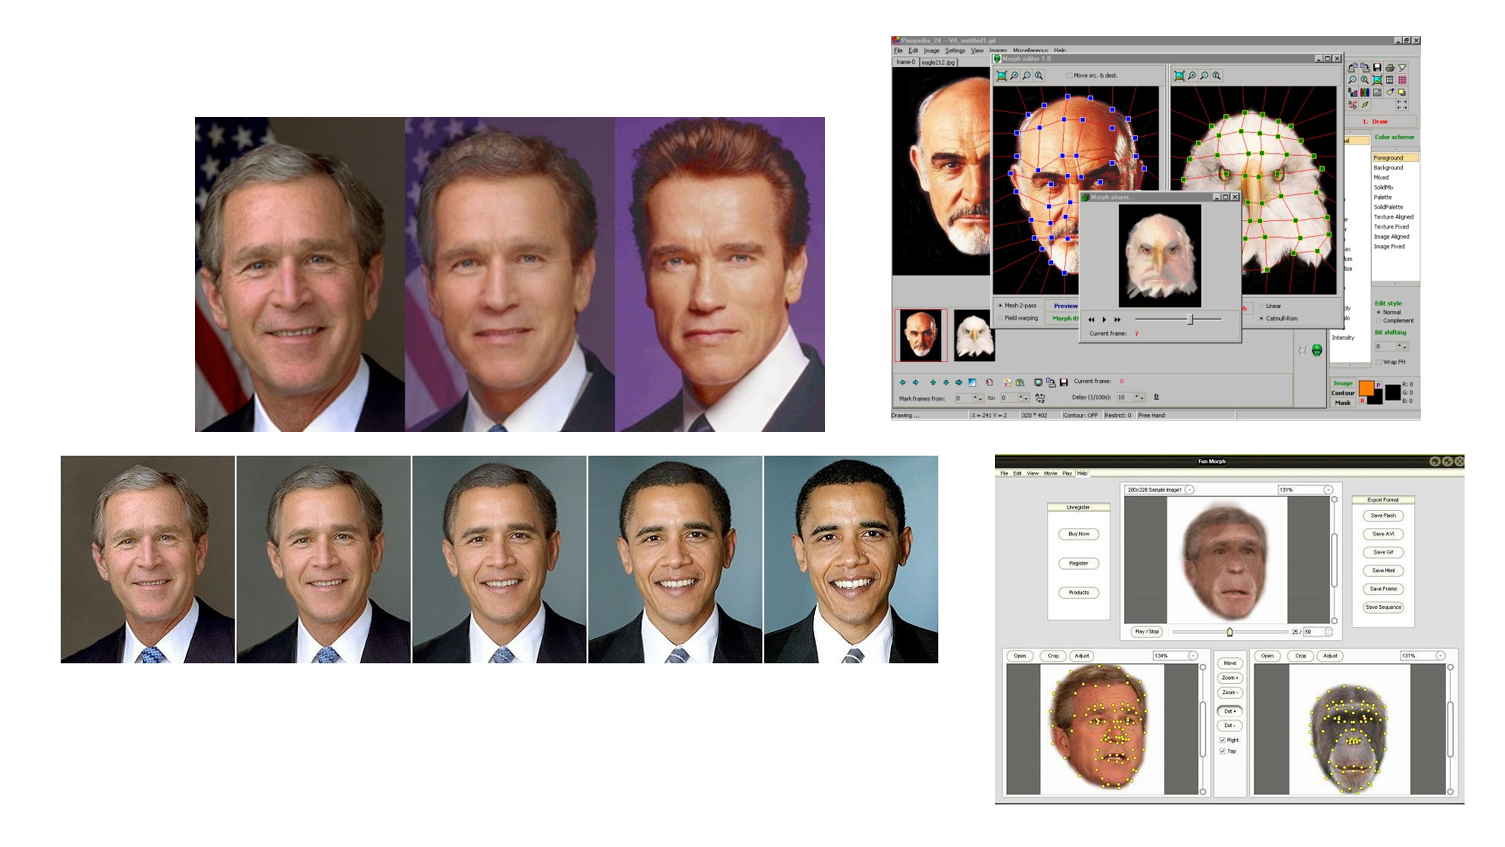 Pixopedia_24 - VA_untitled1.gif
File Edit Image Settings View Images Miscellaneous Help
frame-0 eagle212.jpg
Morph editor 1.0
Move src. & dest.
1. Draw
Color scheme
Foreground
Background
Mixed
SolidMix
Palette
SolidPalette
Texture Aligned
Texture Fixed
Image Aligned
Image Fixed
Morph player
Current frame: 7
Mesh 2-pass
Field warping
Preview
Morph it!
Linear
Catmull-Rom
Intensity
Edit style
Normal
Complement
Bit shifting
0
Wrap FH
Image
Contour
Mask
P
R
R: 0
G: 0
B: 0
Current frame: 0
Mark frames from: 0 to: 0 Delay (1/100s): 10
Drawing ... X = 241 Y = 2 320 * 402 Contour: OFF Restrict: 0 Free Hand
Fun Morph
File Edit View Movie Play Help
200x228 Sample image1 131%
Unregister
Buy Now
Register
Products
Export Format
Save Flash
Save AVI
Save Gif
Save Html
Save Frame
Save Sequence
Play / Stop 25 / 50
Open Crop Adjust 134%
Move
Zoom +
Zoom -
Dot +
Dot -
Right
Top
Open Crop Adjust 131%